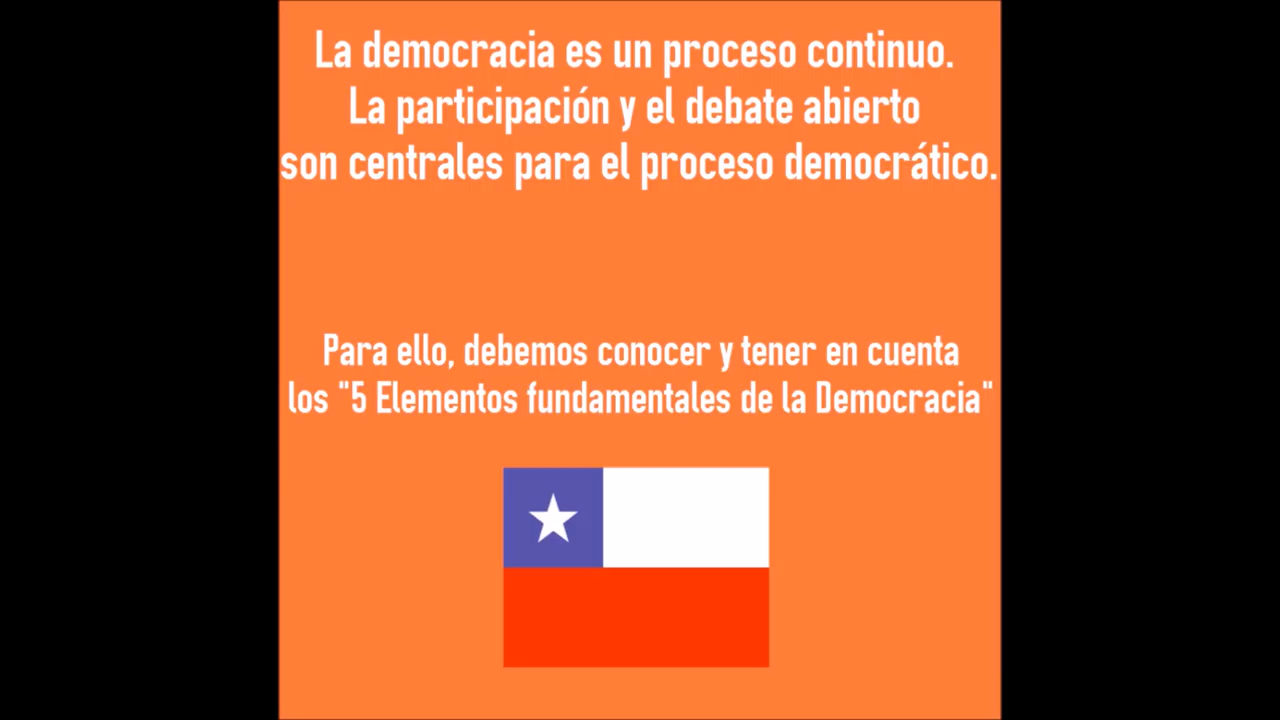 La democracia es un proceso continuo.
La participación y el debate abierto
son centrales para el proceso democrático.
Para ello, debemos conocer y tener en cuenta
los "5 Elementos fundamentales de la Democracia"